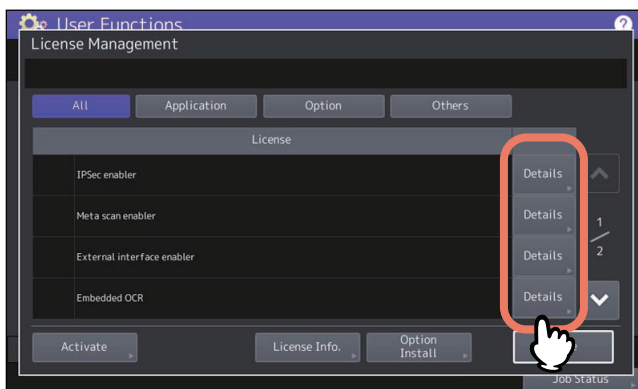 User Functions
?
License Management
All Application Option Others
License
IPSec enabler Details
Meta scan enabler Details
1
External interface enabler Details
2
Embedded OCR Details
Activate License Info. Option Install
Job Status